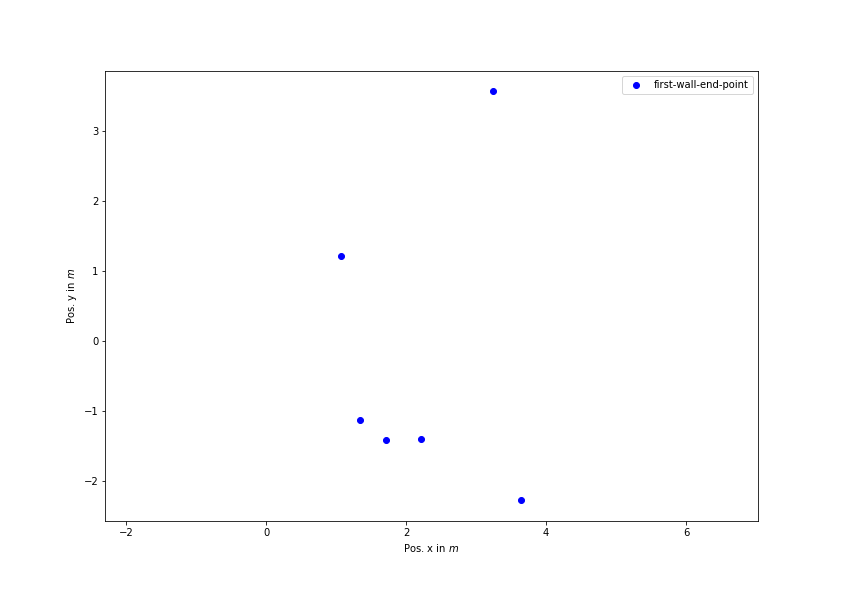 first-wall-end-point
3
2
1
0
−1
−2
Pos. y in m
−2 0 2 4 6
Pos. x in m